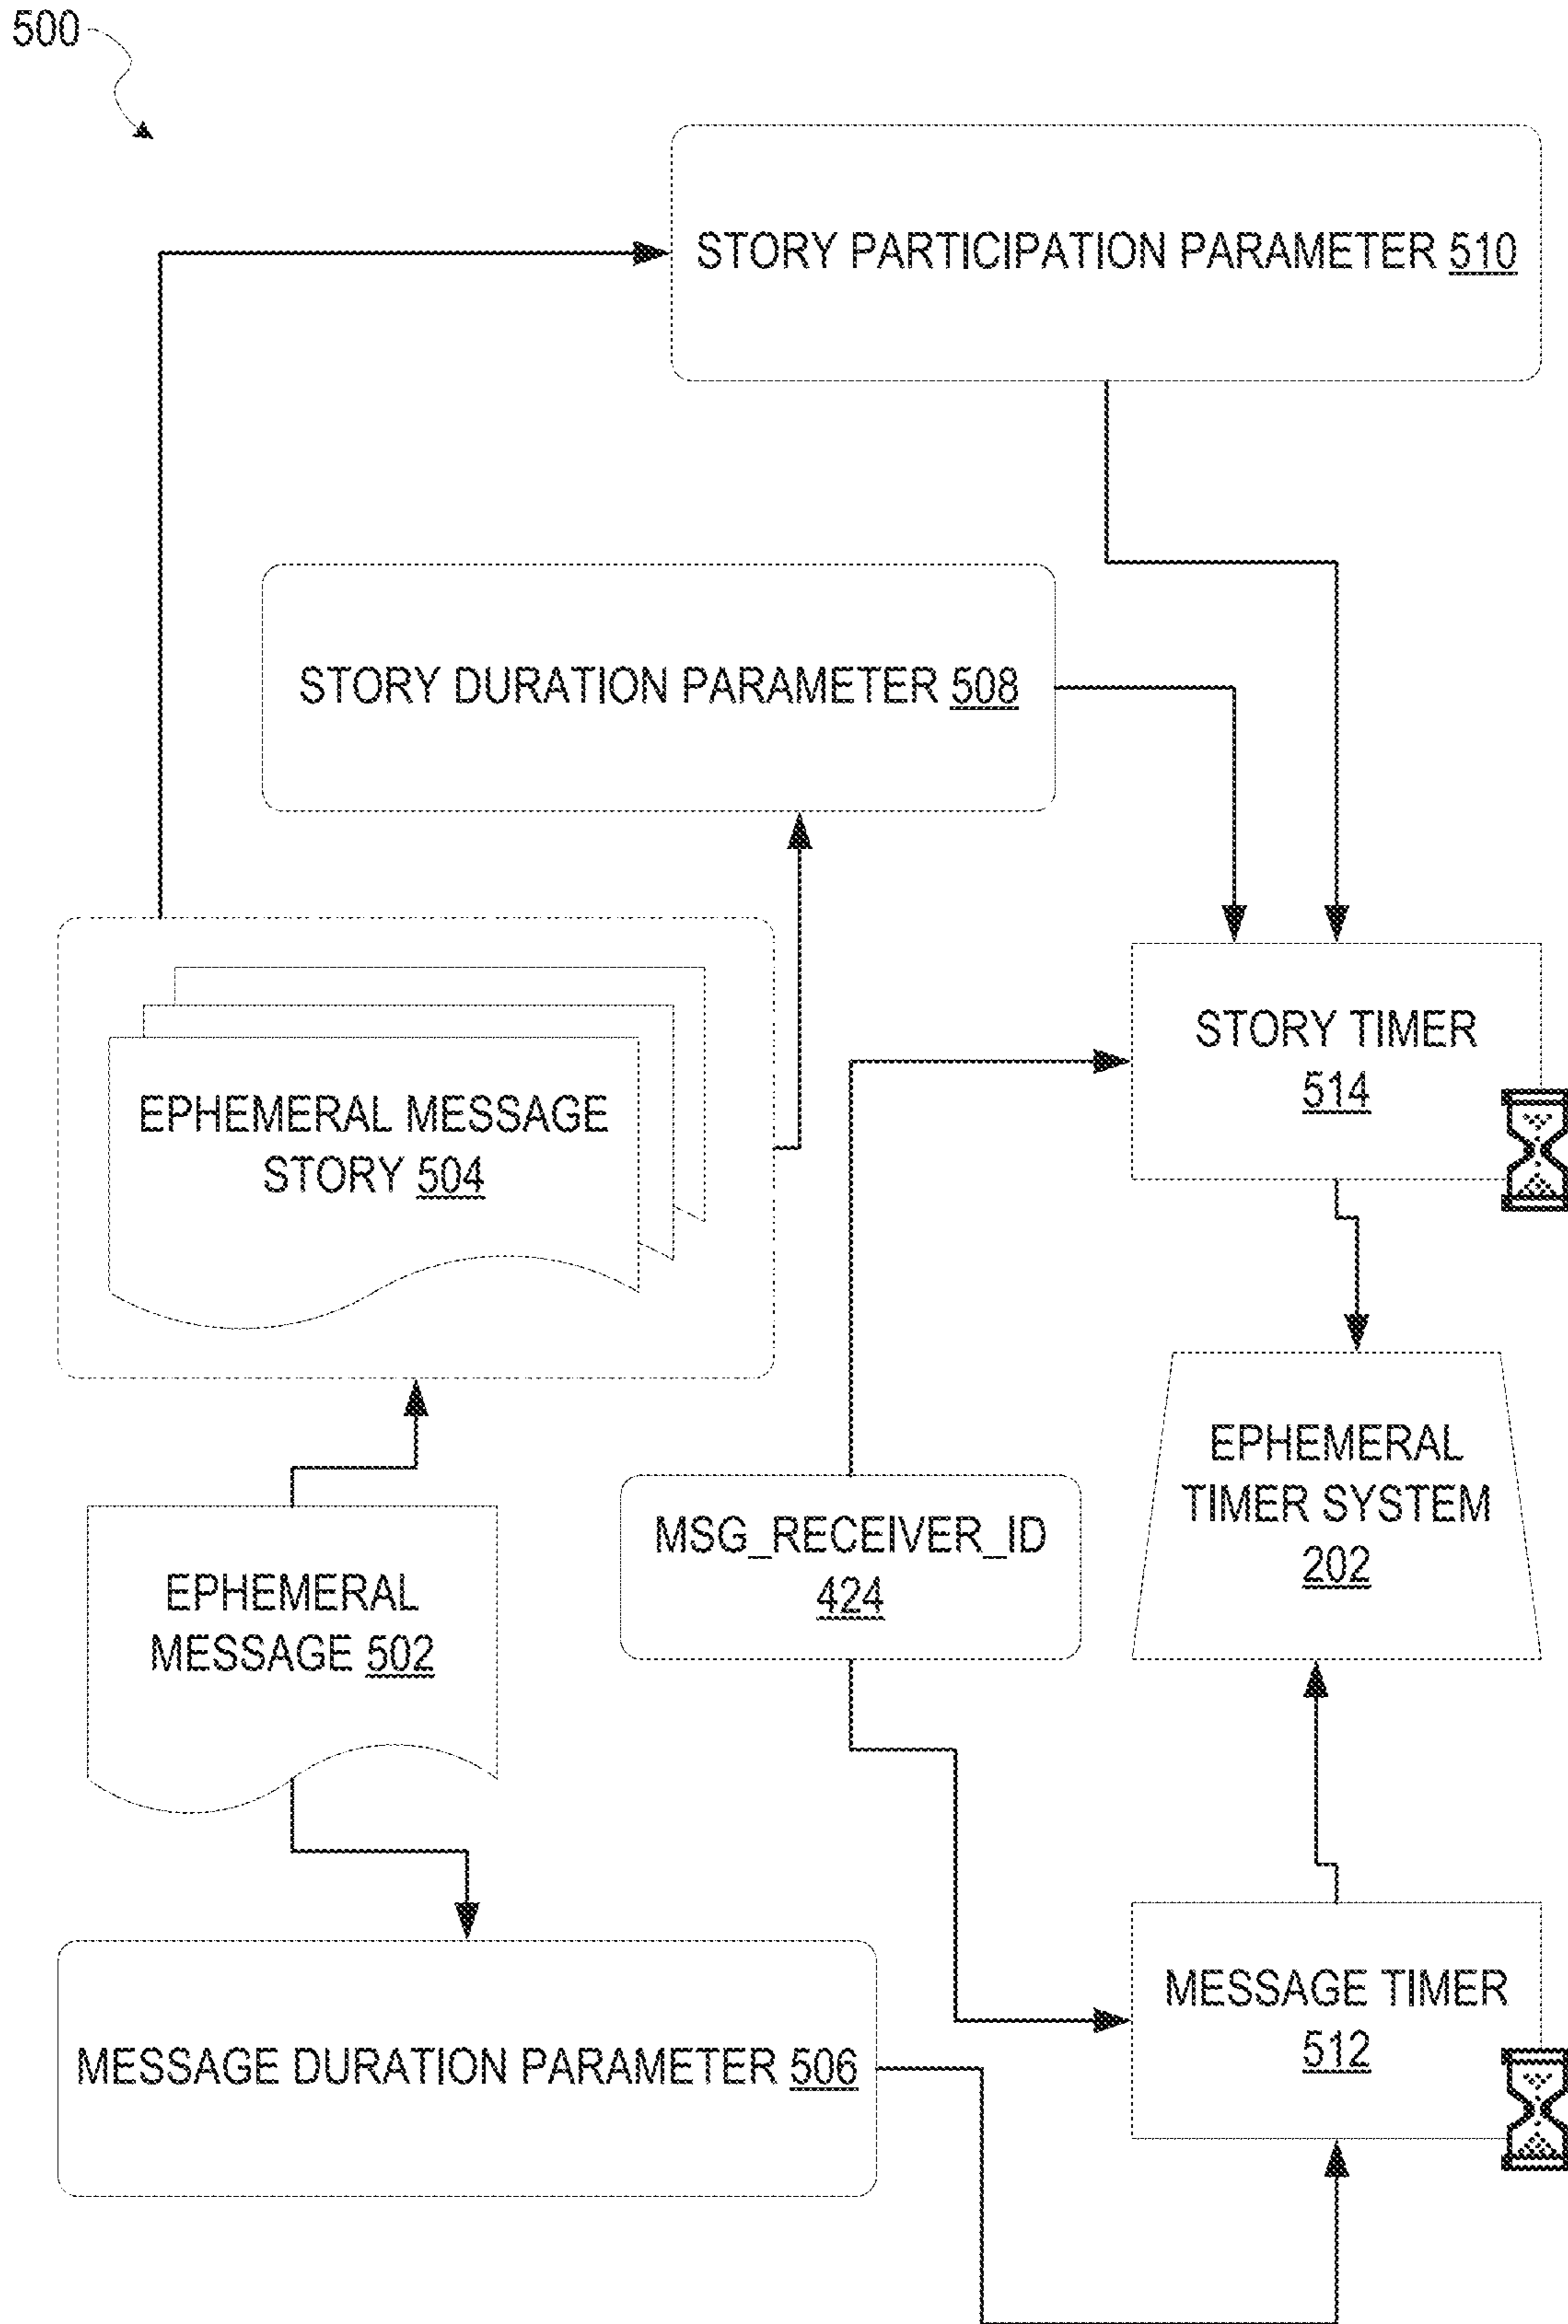 500
STORY PARTICIPATION PARAMETER 510
STORY DURATION PARAMETER 508
EPHEMERAL MESSAGE
STORY 504
STORY TIMER
514
EPHEMERAL
TIMER SYSTEM
202
MSG_RECEIVER_ID
424
EPHEMERAL
MESSAGE 502
MESSAGE TIMER
512
MESSAGE DURATION PARAMETER 506